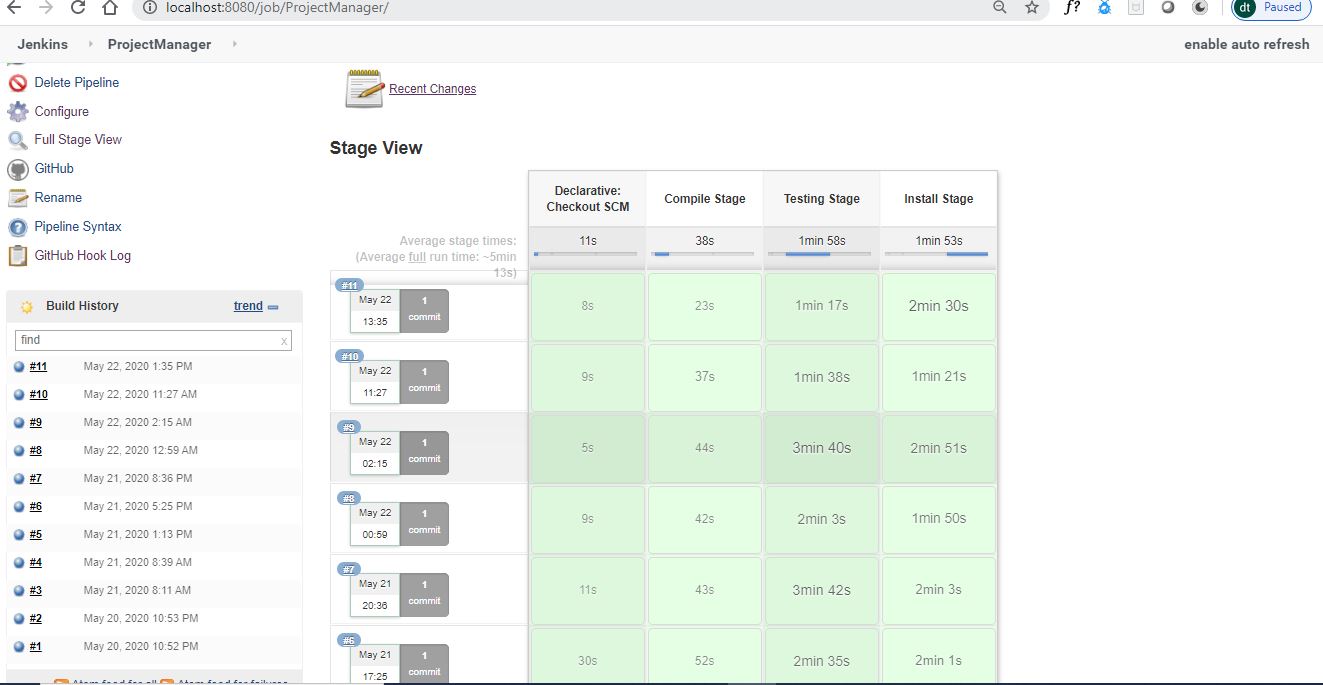 localhost:8080/job/ProjectManager/
f?
dt
Paused
Jenkins
ProjectManager
enable auto refresh
Delete Pipeline
Configure
Full Stage View
GitHub
Rename
Pipeline Syntax
GitHub Hook Log
Build History
trend
find
x
#11 May 22, 2020 1:35 PM
#10 May 22, 2020 11:27 AM
#9 May 22, 2020 2:15 AM
#8 May 22, 2020 12:59 AM
#7 May 21, 2020 8:36 PM
#6 May 21, 2020 5:25 PM
#5 May 21, 2020 1:13 PM
#4 May 21, 2020 8:39 AM
#3 May 21, 2020 8:11 AM
#2 May 20, 2020 10:53 PM
#1 May 20, 2020 10:52 PM
Atom feed for all Atom feed for failures
Recent Changes
Stage View
Declarative:
Checkout SCM
Compile Stage
Testing Stage
Install Stage
Average stage times:
(Average full run time: ~5min
13s)
11s
38s
1min 58s
1min 53s
#11
May 22
13:35
1
commit
8s
23s
1min 17s
2min 30s
#10
May 22
11:27
1
commit
9s
37s
1min 38s
1min 21s
#9
May 22
02:15
1
commit
5s
44s
3min 40s
2min 51s
#8
May 22
00:59
1
commit
9s
42s
2min 3s
1min 50s
#7
May 21
20:36
1
commit
11s
43s
3min 42s
2min 3s
#6
May 21
17:25
1
commit
30s
52s
2min 35s
2min 1s